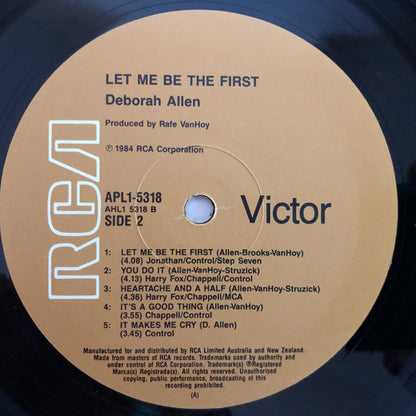 LET ME BE THE FIRST
Deborah Allen
Produced by Rafe VanHoy
℗ 1984 RCA Corporation
RCA
APL1-5318
AHL1 5318 B
SIDE 2
Victor
1: LET ME BE THE FIRST (Allen-Brooks-VanHoy)
(4.08) Jonathan/Control/Step Seven
2: YOU DO IT (Allen-VanHoy-Struzick)
(4.13) Harry Fox/Chappell/Control
3: HEARTACHE AND A HALF (Allen-VanHoy-Struzick)
(4.36) Harry Fox/Chappell/MCA
4: IT'S A GOOD THING (Allen-VanHoy)
(3.55) Chappell/Control
5: IT MAKES ME CRY (D. Allen)
(3.45) Control
Manufactured for and distributed by RCA Limited Australia and New Zealand.
Made from masters of RCA records. Trademarks used by authority and
under control of RCA Corporation. Trademark(s) ®Registered
Marca(s) Registrada(s). All rights reserved. Unauthorised
copying, public performance, broadcasting of this
recording prohibited.
(A)